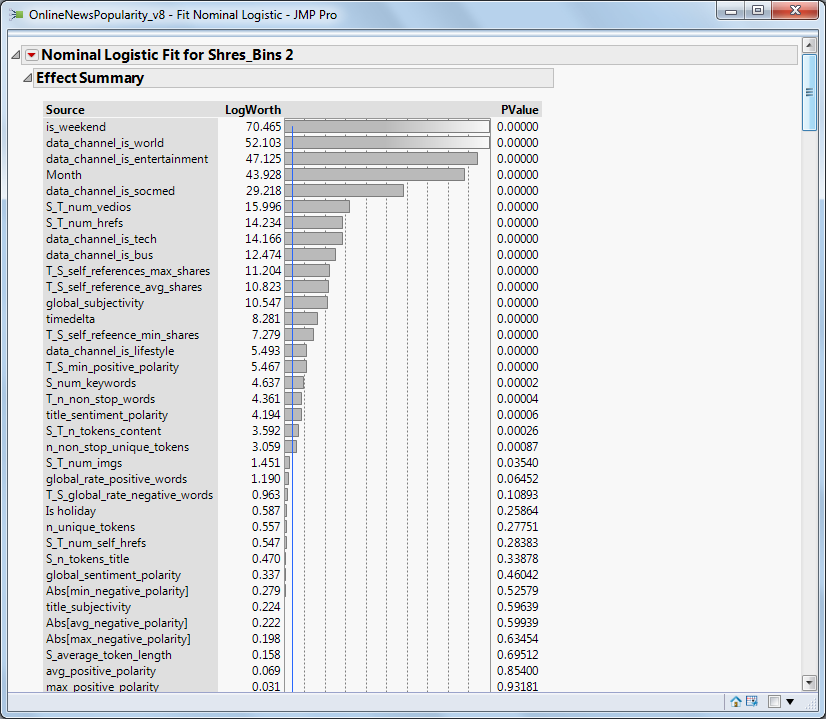 OnlineNewsPopularity_v8 - Fit Nominal Logistic - JMP Pro
Nominal Logistic Fit for Shres_Bins 2
Effect Summary
Source LogWorth PValue
is_weekend 70.465 0.00000
data_channel_is_world 52.103 0.00000
data_channel_is_entertainment 47.125 0.00000
Month 43.928 0.00000
data_channel_is_socmed 29.218 0.00000
S_T_num_vedios 15.996 0.00000
S_T_num_hrefs 14.234 0.00000
data_channel_is_tech 14.166 0.00000
data_channel_is_bus 12.474 0.00000
T_S_self_references_max_shares 11.204 0.00000
T_S_self_reference_avg_shares 10.823 0.00000
global_subjectivity 10.547 0.00000
timedelta 8.281 0.00000
T_S_self_refeence_min_shares 7.279 0.00000
data_channel_is_lifestyle 5.493 0.00000
T_S_min_positive_polarity 5.467 0.00000
S_num_keywords 4.637 0.00002
T_n_non_stop_words 4.361 0.00004
title_sentiment_polarity 4.194 0.00006
S_T_n_tokens_content 3.592 0.00026
n_non_stop_unique_tokens 3.059 0.00087
S_T_num_imgs 1.451 0.03540
global_rate_positive_words 1.190 0.06452
T_S_global_rate_negative_words 0.963 0.10893
Is holiday 0.587 0.25864
n_unique_tokens 0.557 0.27751
S_T_num_self_hrefs 0.547 0.28383
S_n_tokens_title 0.470 0.33878
global_sentiment_polarity 0.337 0.46042
Abs[min_negative_polarity] 0.279 0.52579
title_subjectivity 0.224 0.59639
Abs[avg_negative_polarity] 0.222 0.59939
Abs[max_negative_polarity] 0.198 0.63454
S_average_token_length 0.158 0.69512
avg_positive_polarity 0.069 0.85400
max_positive_polarity 0.031 0.93181